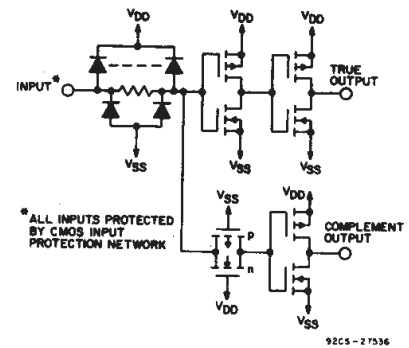 VDD
VDD
VDD
INPUT*
TRUE
OUTPUT
VSS
VSS
VSS
VSS
VDD
*ALL INPUTS PROTECTED
BY CMOS INPUT
PROTECTION NETWORK
p
n
COMPLEMENT
OUTPUT
VDD
VSS
92CS-27536